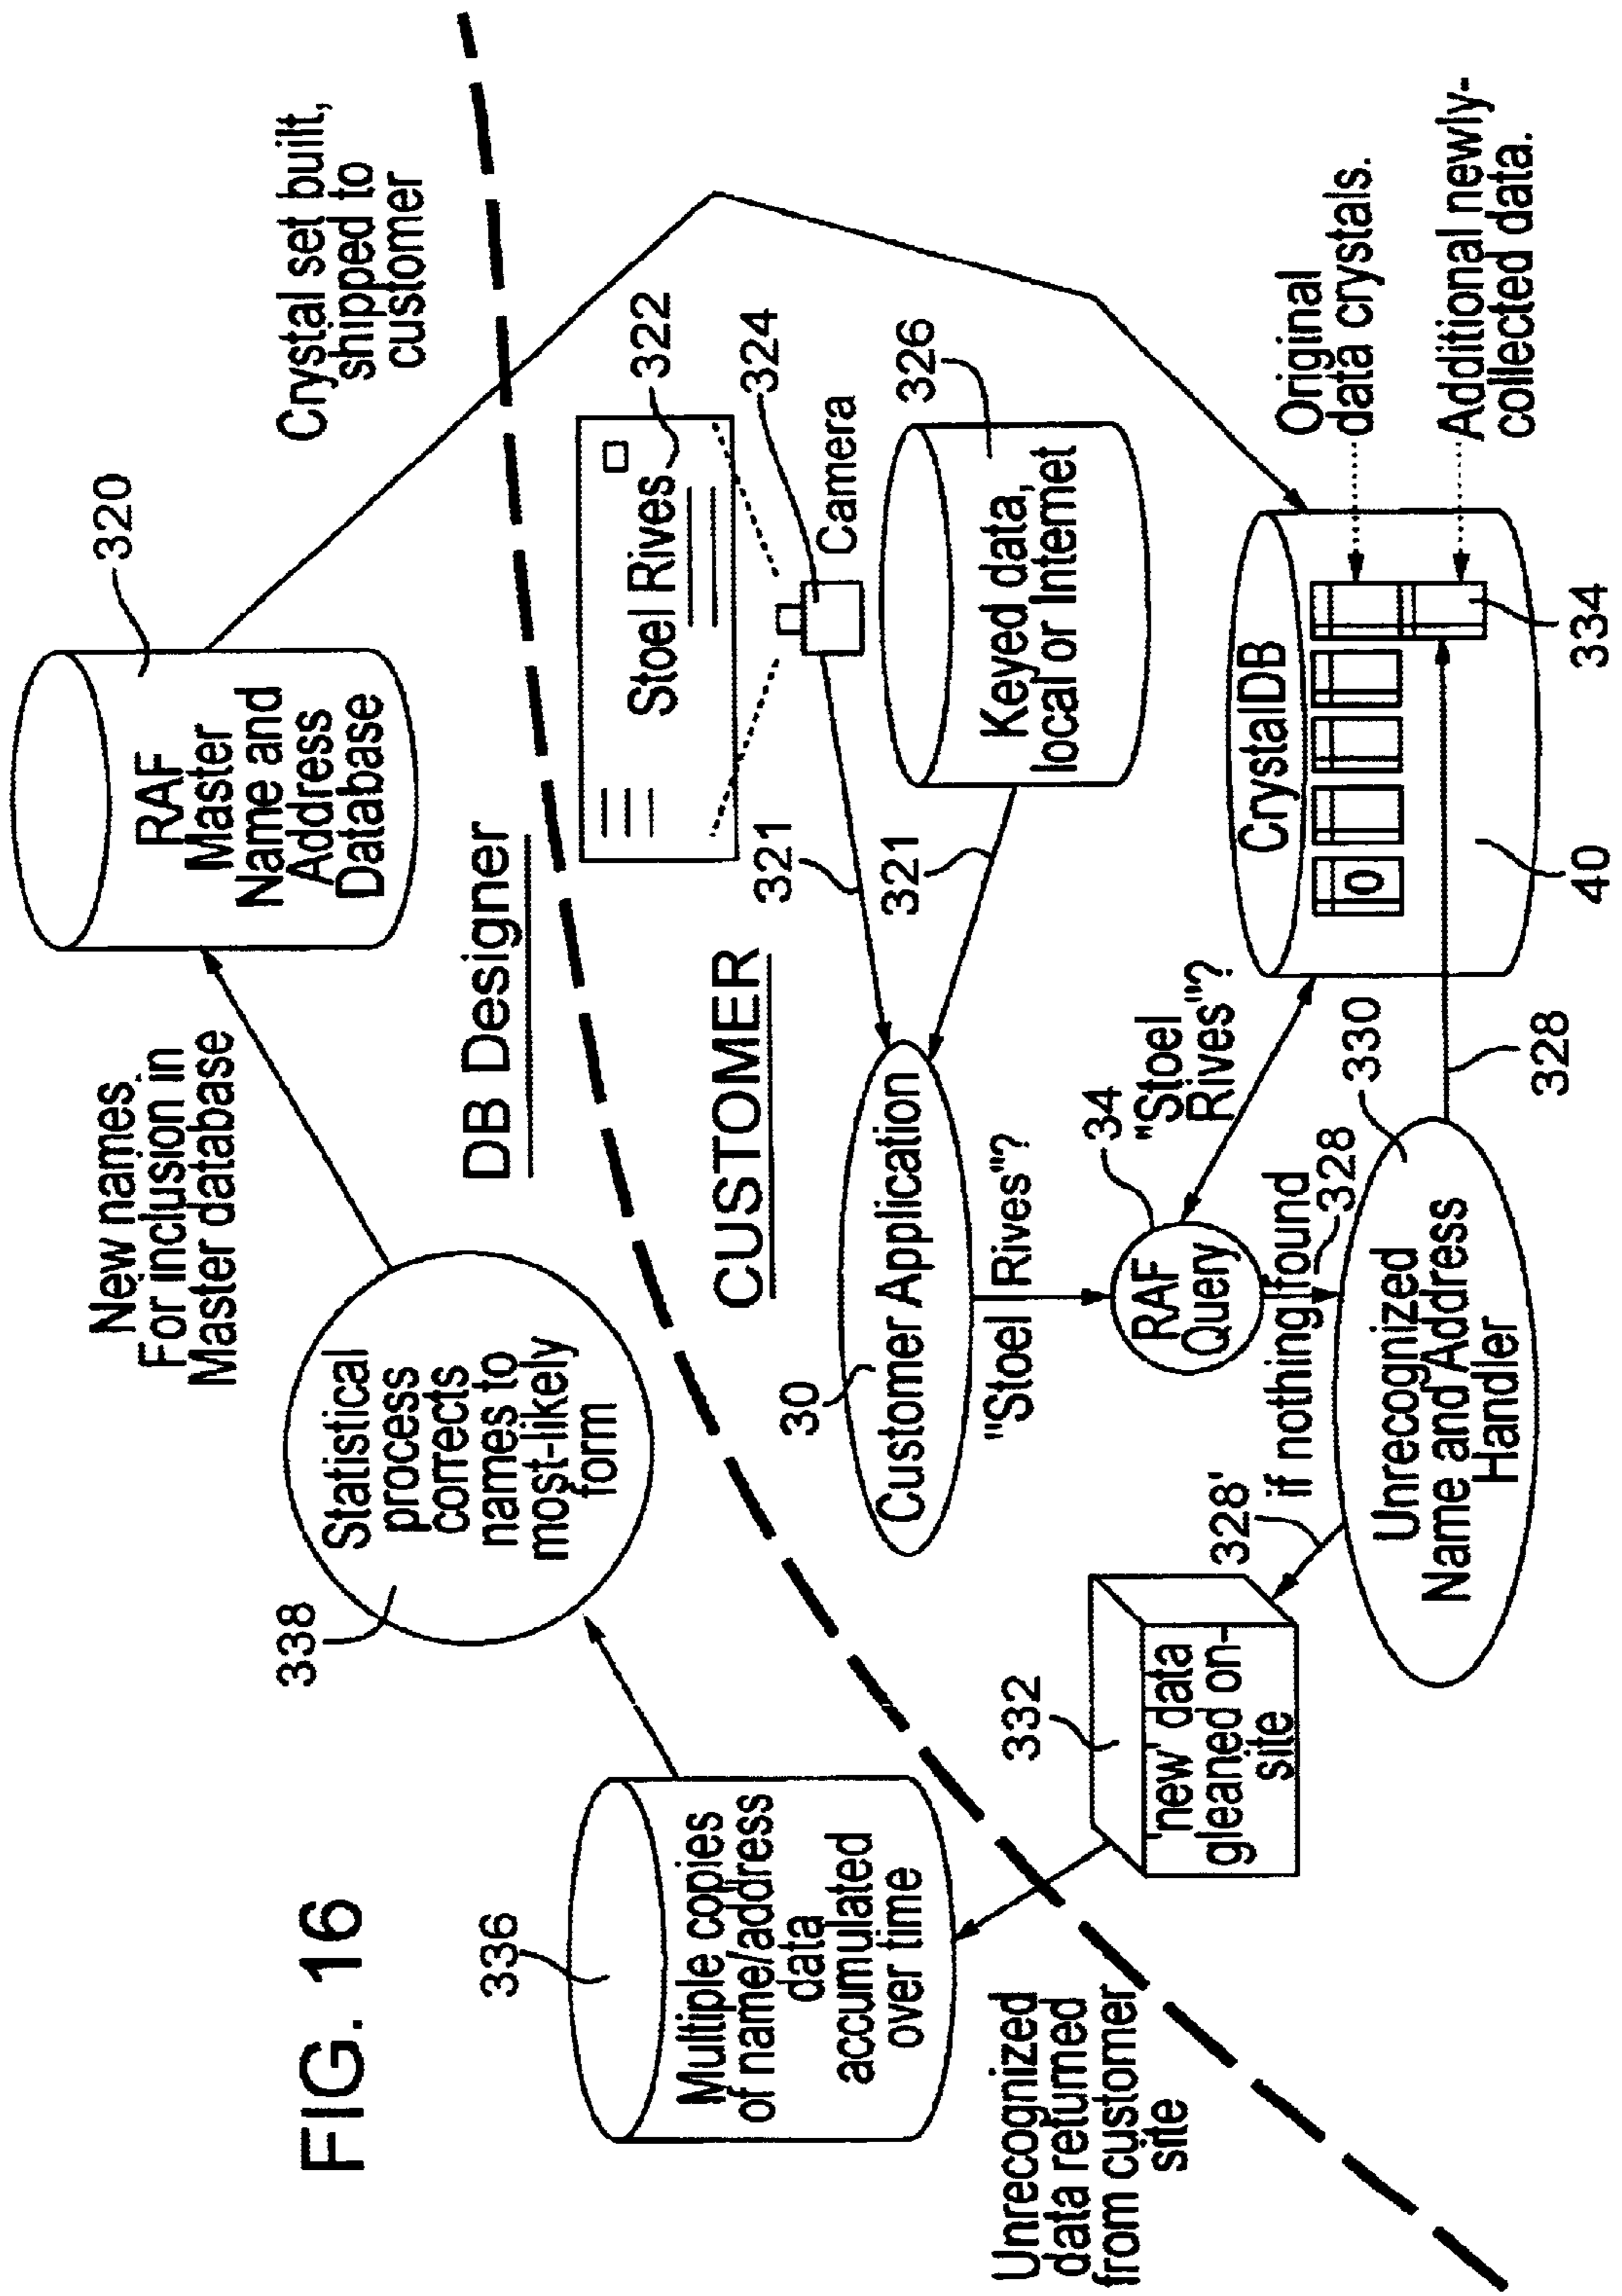 FIG. 16
336
Multiple copies
of name/address
data
accumulated
over time
Unrecognized
data returned
from customer
site
338
Statistical
process
corrects
names to
most-likely
form
New names
For inclusion in
Master database
320
RAF
Master
Name and
Address
Database
Crystal set built,
shipped to
customer
DB Designer
CUSTOMER
Stoel Rives
322
324
Camera
321
321
326
Keyed data,
local or Internet
30
Customer Application
"Stoel Rives"?
34
RAF
Query
"Stoel
Rives"?
if nothing found
328
330
Unrecognized
Name and Address
Handler
328'
332
'new' data
gleaned on-
site
328
CrystalDB
0
40
334
Original
data crystals.
Additional newly-
collected data.